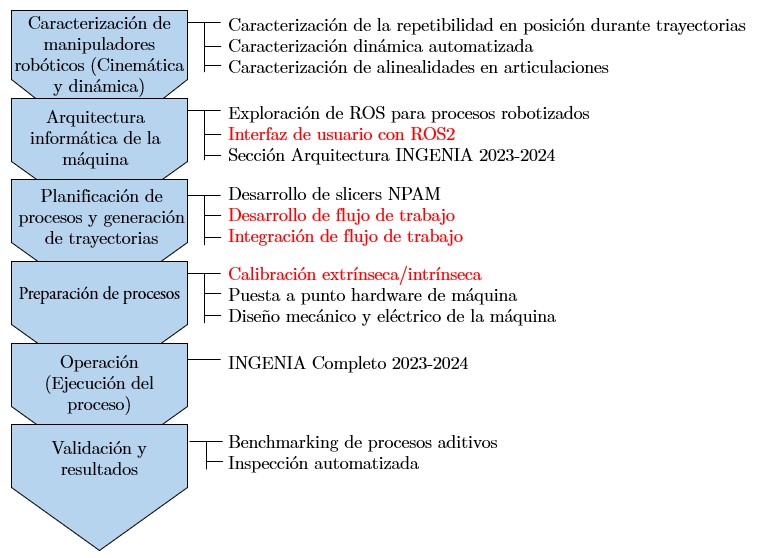 Caracterización de
manipuladores
robóticos (Cinemática
y dinámica)
Caracterización de la repetibilidad en posición durante trayectorias
Caracterización dinámica automatizada
Caracterización de alinealidades en articulaciones
Arquitectura
informática de la
máquina
Exploración de ROS para procesos robotizados
Interfaz de usuario con ROS2
Sección Arquitectura INGENIA 2023-2024
Planificación de
procesos y generación
de trayectorias
Desarrollo de slicers NPAM
Desarrollo de flujo de trabajo
Integración de flujo de trabajo
Preparación de procesos
Calibración extrínseca/intrínseca
Puesta a punto hardware de máquina
Diseño mecánico y eléctrico de la máquina
Operación
(Ejecución del
proceso)
INGENIA Completo 2023-2024
Validación y
resultados
Benchmarking de procesos aditivos
Inspección automatizada